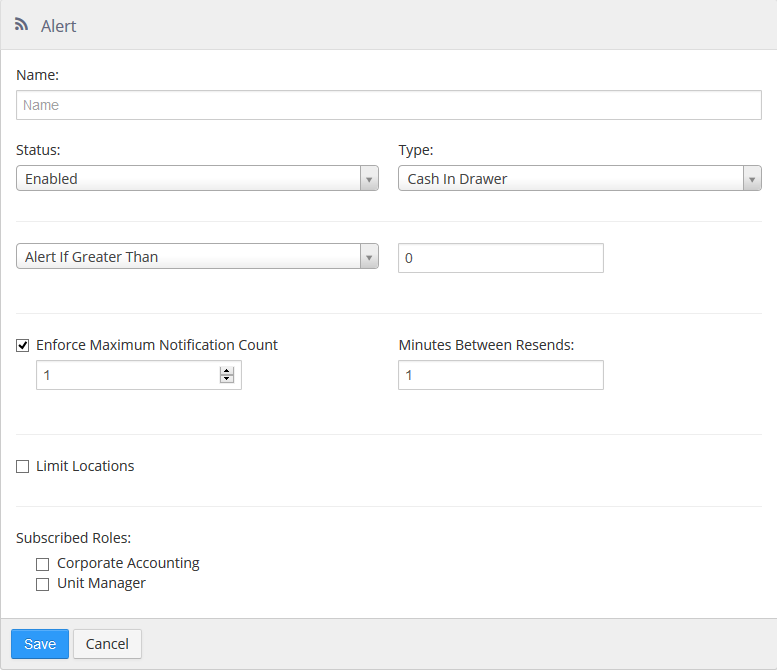 Alert
Name:
Name
Status:
Type:
Enabled
Cash In Drawer
Alert If Greater Than
0
Enforce Maximum Notification Count
Minutes Between Resends:
1
1
Limit Locations
Subscribed Roles:
Corporate Accounting
Unit Manager
Save
Cancel